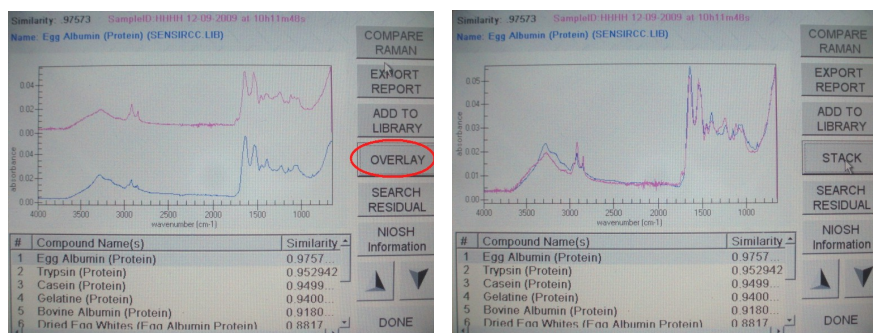 Similarity: .97573 SampleID:HHHH 12-09-2009 at 10h11m48s
Name: Egg Albumin (Protein) (SENSIRCC.LIB)
COMPARE
RAMAN
EXPORT
REPORT
ADD TO
LIBRARY
OVERLAY
SEARCH
RESIDUAL
NIOSH
Information
DONE
absorbance
0.04
0.02
0.00
0.04
0.02
0.00
4000 3500 3000 2500 2000 1500 1000
wavenumber [cm-1]
# Compound Name(s) Similarity
1 Egg Albumin (Protein) 0.9757...
2 Trypsin (Protein) 0.952942
3 Casein (Protein) 0.9499...
4 Gelatine (Protein) 0.9400...
5 Bovine Albumin (Protein) 0.9180...
6 Dried Egg Whites (Egg Albumin Protein) 0.8817...
Similarity: .97573 SampleID:HHHH 12-09-2009 at 10h11m48s
Name: Egg Albumin (Protein) (SENSIRCC.LIB)
COMPARE
RAMAN
EXPORT
REPORT
ADD TO
LIBRARY
STACK
SEARCH
RESIDUAL
NIOSH
Information
DONE
absorbance
0.05
0.04
0.03
0.02
0.01
0.00
4000 3500 3000 2500 2000 1500 1000
wavenumber [cm-1]
# Compound Name(s) Similarity
1 Egg Albumin (Protein) 0.9757...
2 Trypsin (Protein) 0.952942
3 Casein (Protein) 0.9499...
4 Gelatine (Protein) 0.9400...
5 Bovine Albumin (Protein) 0.9180...
6 Dried Egg Whites (Egg Albumin Protein) 0.8817...